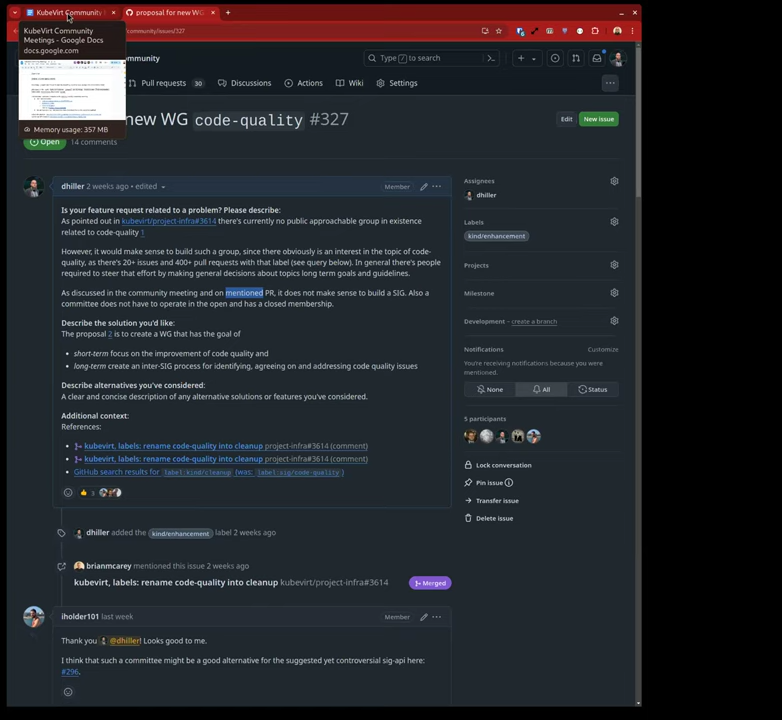 KubeVirt Community
proposal for new WG
community/issues/327
KubeVirt Community
Meetings - Google Docs
docs.google.com
Memory usage: 357 MB
ommunity
Type / to search
Pull requests 30
Discussions
Actions
Wiki
Settings
new WG code-quality #327
Edit
New issue
Open
14 comments
dhiller 2 weeks ago • edited
Member
Is your feature request related to a problem? Please describe:
As pointed out in kubevirt/project-infra#3614 there's currently no public approachable group in existence
related to code-quality 1
However, it would make sense to build such a group, since there obviously is an interest in the topic of code-
quality, as there's 20+ issues and 400+ pull requests with that label (see query below). In general there's people
required to steer that effort by making general decisions about topics long term goals and guidelines.
As discussed in the community meeting and on mentioned PR, it does not make sense to build a SIG. Also a
committee does not have to operate in the open and has a closed membership.
Describe the solution you'd like:
The proposal 2 is to create a WG that has the goal of
• short-term focus on the improvement of code quality and
• long-term create an inter-SIG process for identifying, agreeing on and addressing code quality issues
Describe alternatives you've considered:
A clear and concise description of any alternative solutions or features you've considered.
Additional context:
References:
• kubevirt, labels: rename code-quality into cleanup project-infra#3614 (comment)
• kubevirt, labels: rename code-quality into cleanup project-infra#3614 (comment)
• GitHub search results for label:kind/cleanup (was: label:sig/code-quality)
3
dhiller added the kind/enhancement label 2 weeks ago
brianmcarey mentioned this issue 2 weeks ago
kubevirt, labels: rename code-quality into cleanup kubevirt/project-infra#3614
Merged
iholder101 last week
Member
Thank you @dhiller! Looks good to me.
I think that such a committee might be a good alternative for the suggested yet controversial sig-api here:
#296.
Assignees
dhiller
Labels
kind/enhancement
Projects
Milestone
Development - create a branch
Notifications
Customize
You're receiving notifications because you were
mentioned.
None
All
Status
5 participants
Lock conversation
Pin issue
Transfer issue
Delete issue